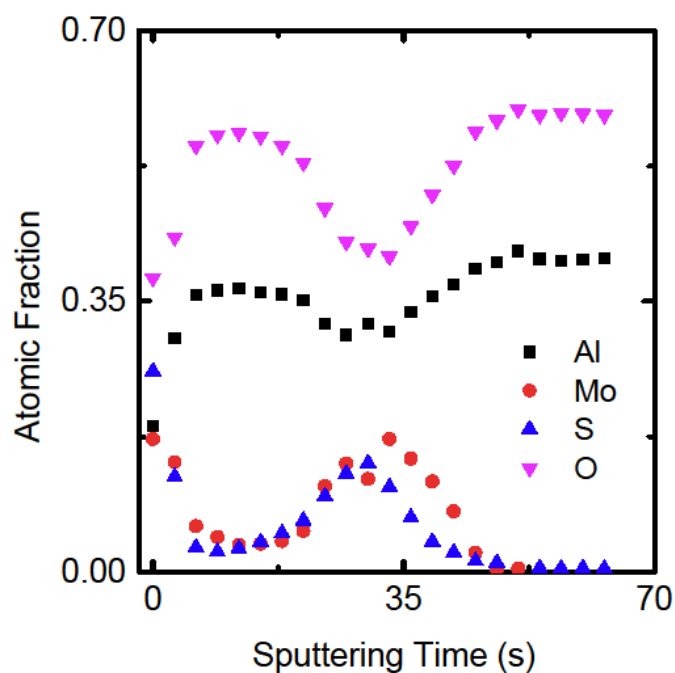 0.70
0.35
0.00
Atomic Fraction
Al
Mo
S
O
0
35
70
Sputtering Time (s)